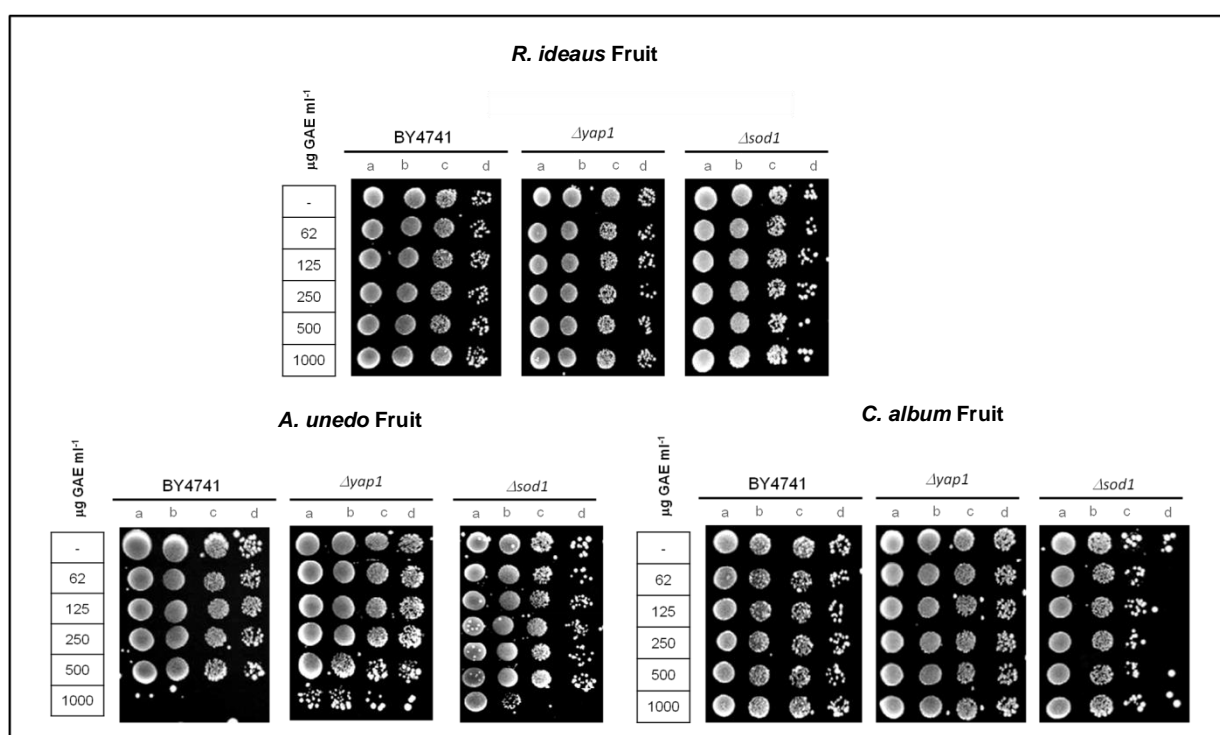 R. ideaus Fruit
µg GAE ml-1
BY4741 Δyap1 Δsod1
a b c d a b c d a b c d
-
62
125
250
500
1000
A. unedo Fruit
µg GAE ml-1
BY4741 Δyap1 Δsod1
a b c d a b c d a b c d
-
62
125
250
500
1000
C. album Fruit
µg GAE ml-1
BY4741 Δyap1 Δsod1
a b c d a b c d a b c d
-
62
125
250
500
1000